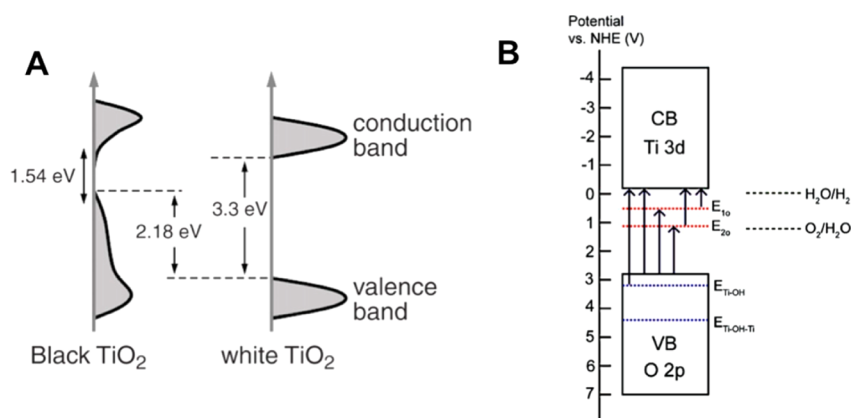 A
1.54 eV
2.18 eV
3.3 eV
conduction
band
valence
band
Black TiO₂
white TiO₂
B
Potential
vs. NHE (V)
-4
-3
-2
-1
0
1
2
3
4
5
6
7
CB
Ti 3d
H₂O/H₂
E₁ₒ
E₂ₒ
O₂/H₂O
E_Ti-OH
E_Ti-OH-Ti
VB
O 2p